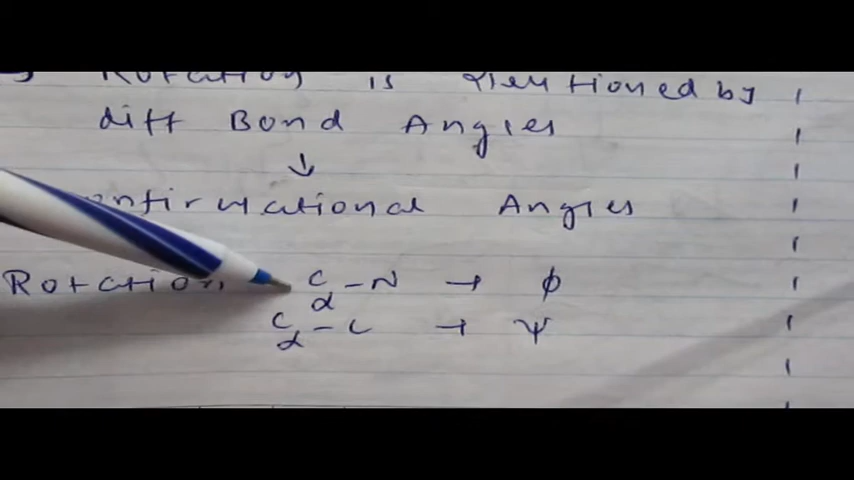 Rotation is mentioned by
diff Bond Angles
↓
Angles
Rotation Cα - N → ϕ
Cα - C → ψ